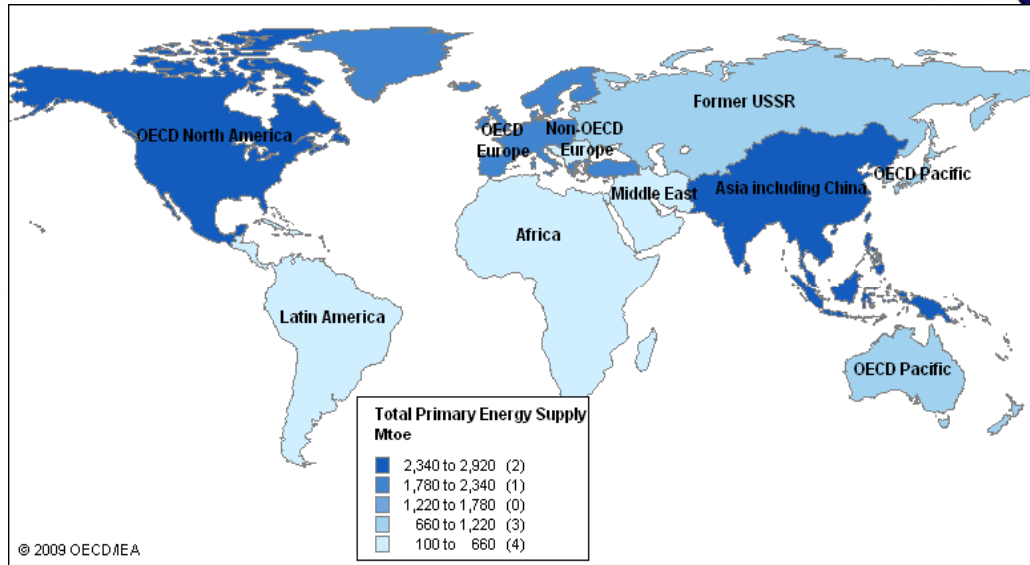 Former USSR
OECD North America
OECD
Europe
Non-OECD
Europe
OECD Pacific
Middle East
Asia including China
Africa
Latin America
OECD Pacific
Total Primary Energy Supply
Mtoe
2,340 to 2,920 (2)
1,780 to 2,340 (1)
1,220 to 1,780 (0)
660 to 1,220 (3)
100 to 660 (4)
© 2009 OECD/IEA